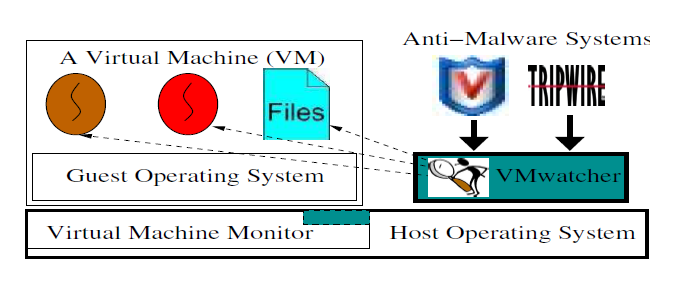 Anti-Malware Systems
A Virtual Machine (VM)
V
TRIPWIRE
Files
Guest Operating System
VMwatcher
Virtual Machine Monitor
Host Operating System